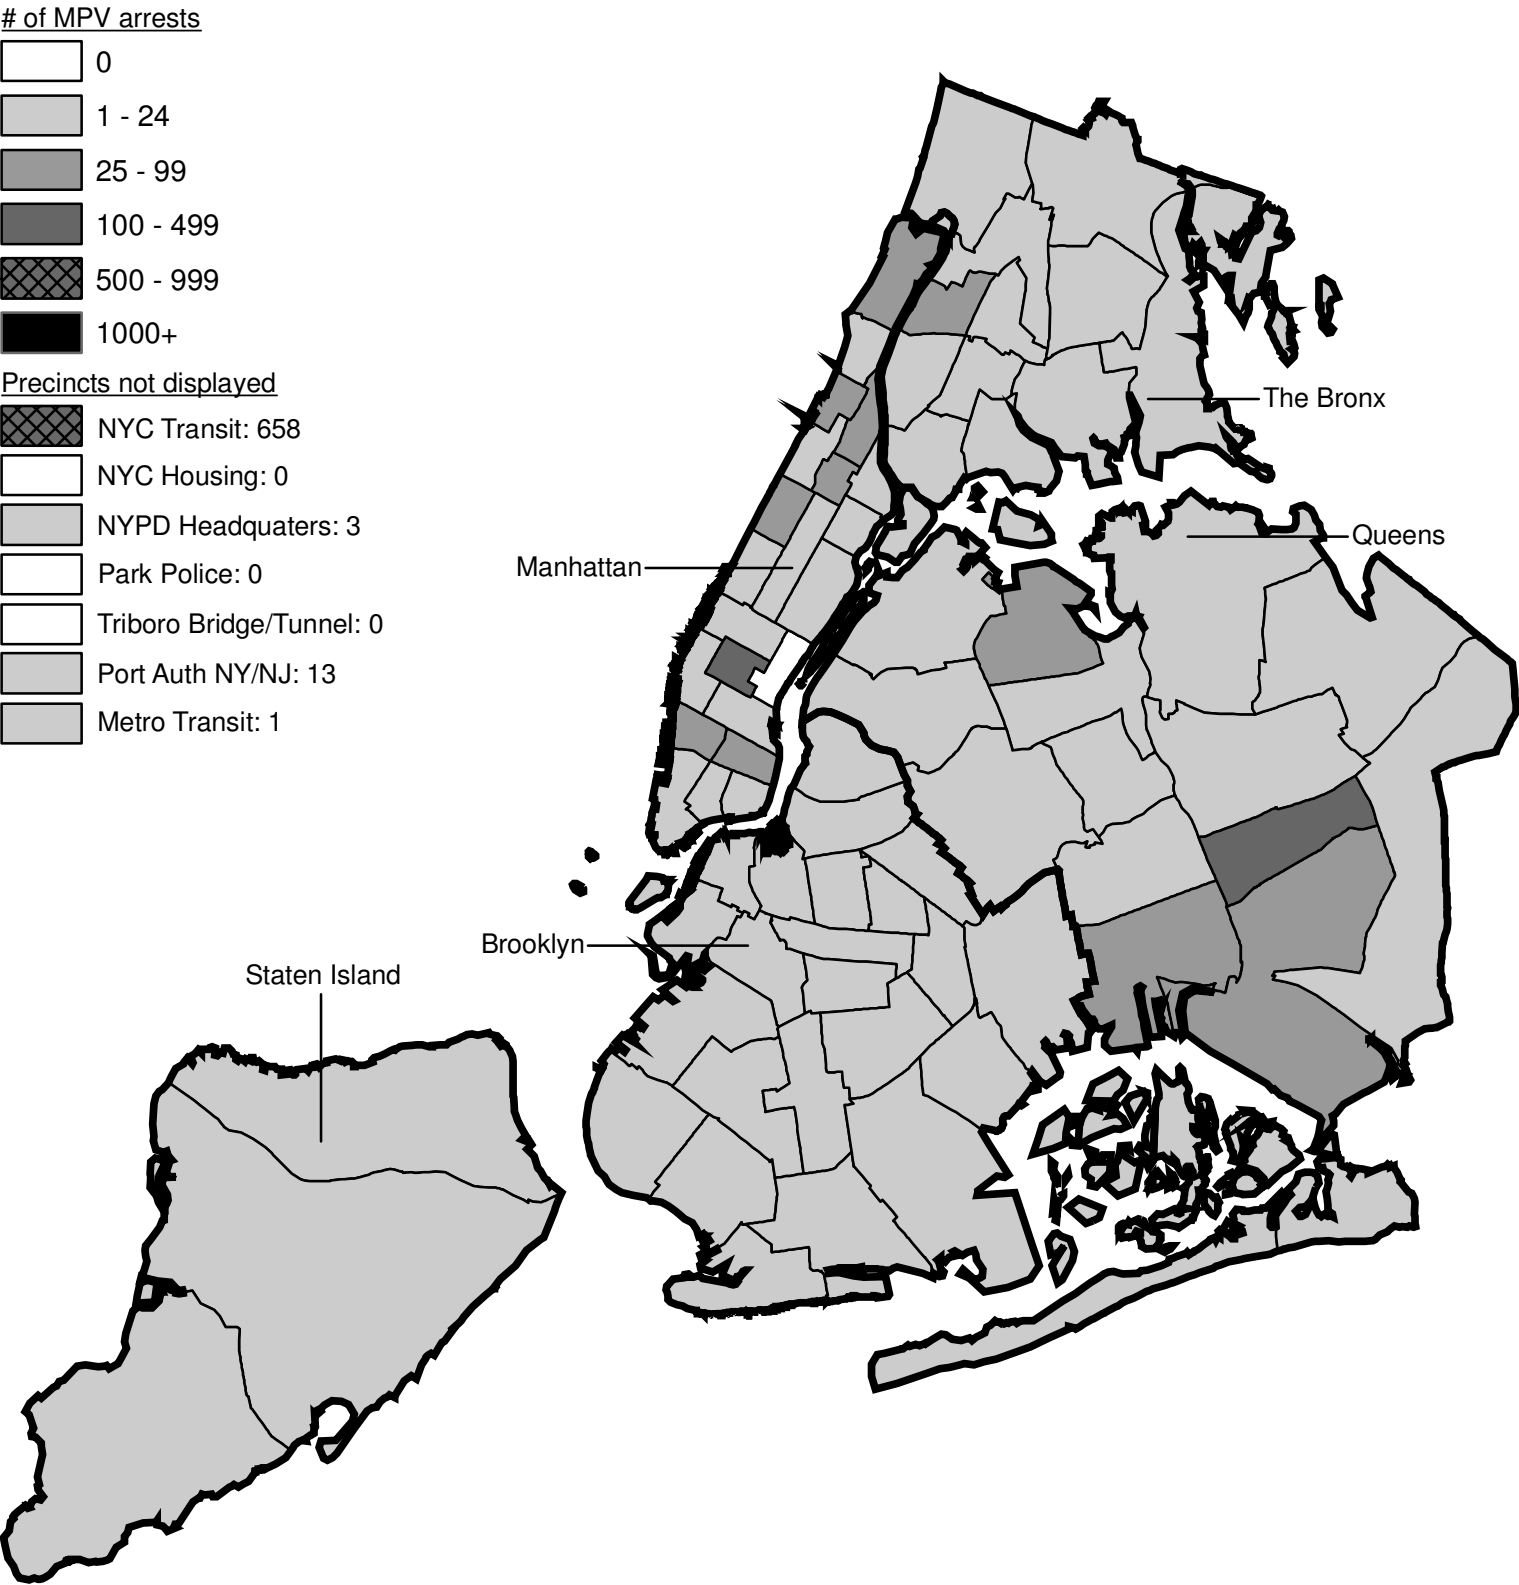 # of MPV arrests
0
1 - 24
25 - 99
100 - 499
500 - 999
1000+
Precincts not displayed
NYC Transit: 658
NYC Housing: 0
NYPD Headquaters: 3
Park Police: 0
Triboro Bridge/Tunnel: 0
Port Auth NY/NJ: 13
Metro Transit: 1
The Bronx
Queens
Manhattan
Brooklyn
Staten Island